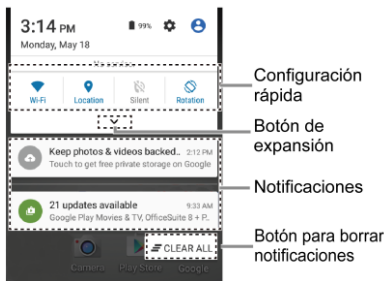 3:14 PM
99%
Monday, May 18
Wi-Fi
Location
Silent
Rotation
Configuración rápida
Botón de expansión
Keep photos & videos backed.. 2:12 PM
Touch to get free private storage on Google
Notificaciones
21 updates available 9:33 AM
Google Play Movies & TV, OfficeSuite 8 + P..
CLEAR ALL
Botón para borrar notificaciones
Camera
Play Store
Google